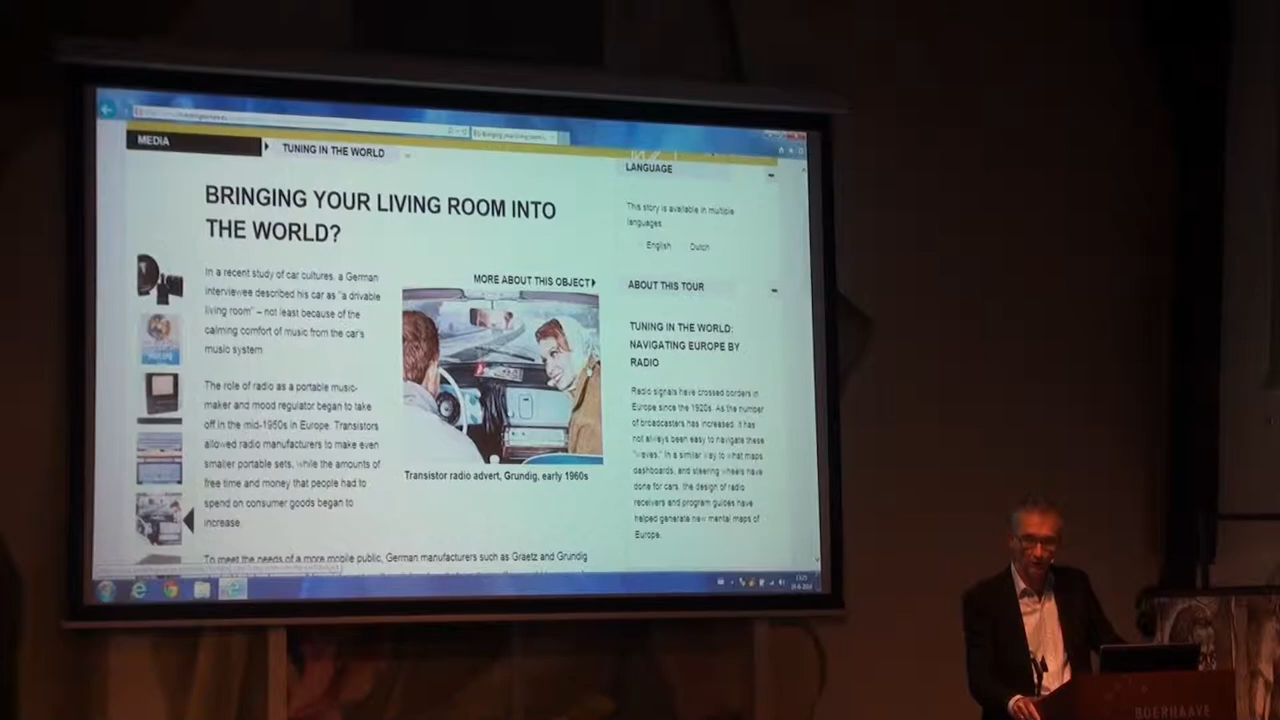 MEDIA
TUNING IN THE WORLD
BRINGING YOUR LIVING ROOM INTO
THE WORLD?
In a recent study of car cultures, a German
interviewee described his car as "a drivable
living room" – not least because of the
calming comfort of music from the car's
music system
The role of radio as a portable music-
maker and mood regulator began to take
off in the mid-1950s in Europe. Transistors
allowed radio manufacturers to make even
smaller portable sets, while the amounts of
free time and money that people had to
spend on consumer goods began to
increase.
To meet the needs of a more mobile public, German manufacturers such as Graetz and Grundig
MORE ABOUT THIS OBJECT
Transistor radio advert, Grundig, early 1960s
LANGUAGE
This story is available in multiple
languages
English Dutch
ABOUT THIS TOUR
TUNING IN THE WORLD:
NAVIGATING EUROPE BY
RADIO
Radio signals have crossed borders in
Europe since the 1920s. As the number
of broadcasters has increased, it has
not always been easy to navigate these
"waves." In a similar way to what maps,
dashboards, and steering wheels have
done for cars, the design of radio
receivers and program guides have
helped generate new mental maps of
Europe.
BOERHAAVE